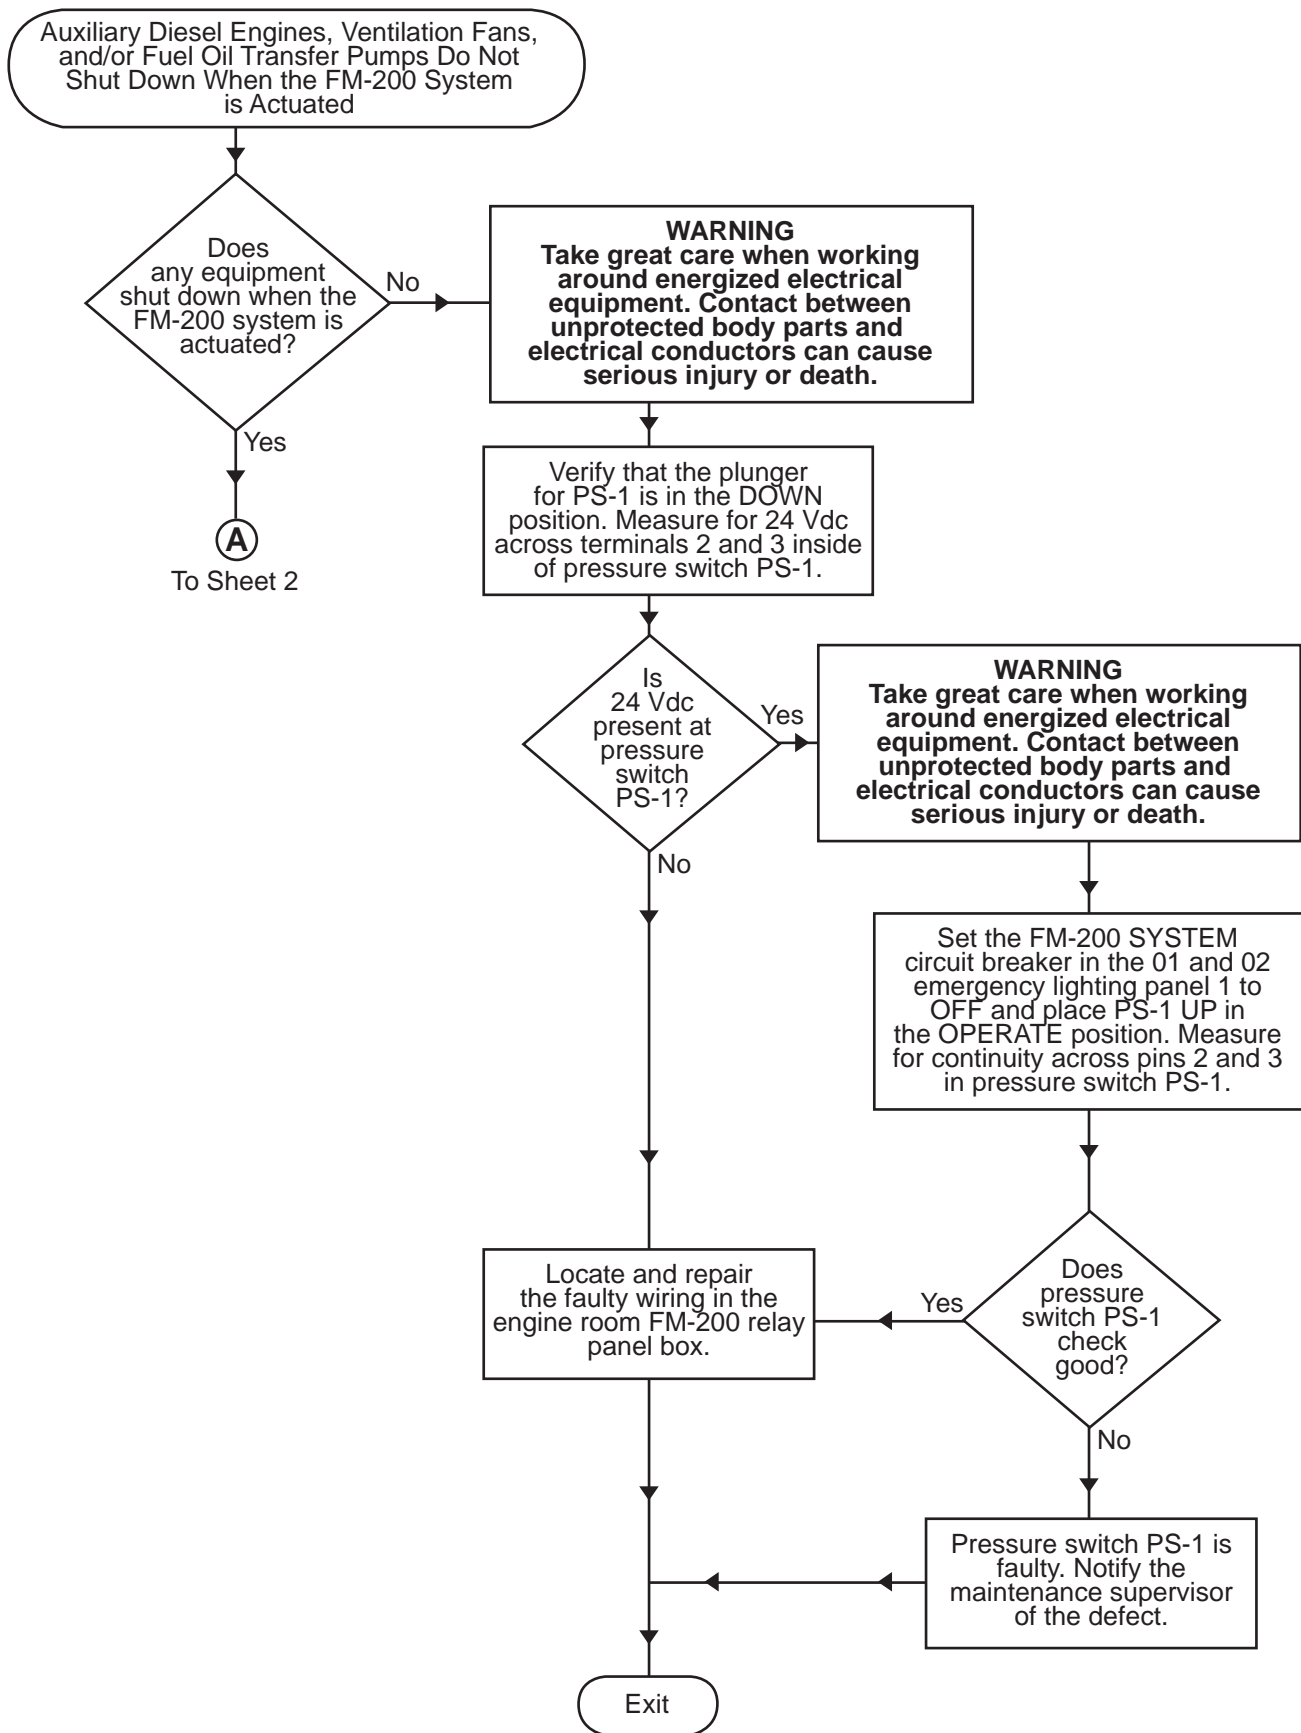 Auxiliary Diesel Engines, Ventilation Fans,
and/or Fuel Oil Transfer Pumps Do Not
Shut Down When the FM-200 System
is Actuated
Does
any equipment
shut down when the
FM-200 system is
actuated?
No
Yes
A
To Sheet 2
WARNING
Take great care when working
around energized electrical
equipment. Contact between
unprotected body parts and
electrical conductors can cause
serious injury or death.
Verify that the plunger
for PS-1 is in the DOWN
position. Measure for 24 Vdc
across terminals 2 and 3 inside
of pressure switch PS-1.
Is
24 Vdc
present at
pressure
switch
PS-1?
Yes
No
WARNING
Take great care when working
around energized electrical
equipment. Contact between
unprotected body parts and
electrical conductors can cause
serious injury or death.
Set the FM-200 SYSTEM
circuit breaker in the 01 and 02
emergency lighting panel 1 to
OFF and place PS-1 UP in
the OPERATE position. Measure
for continuity across pins 2 and 3
in pressure switch PS-1.
Does
pressure
switch PS-1
check
good?
Yes
No
Locate and repair
the faulty wiring in the
engine room FM-200 relay
panel box.
Pressure switch PS-1 is
faulty. Notify the
maintenance supervisor
of the defect.
Exit